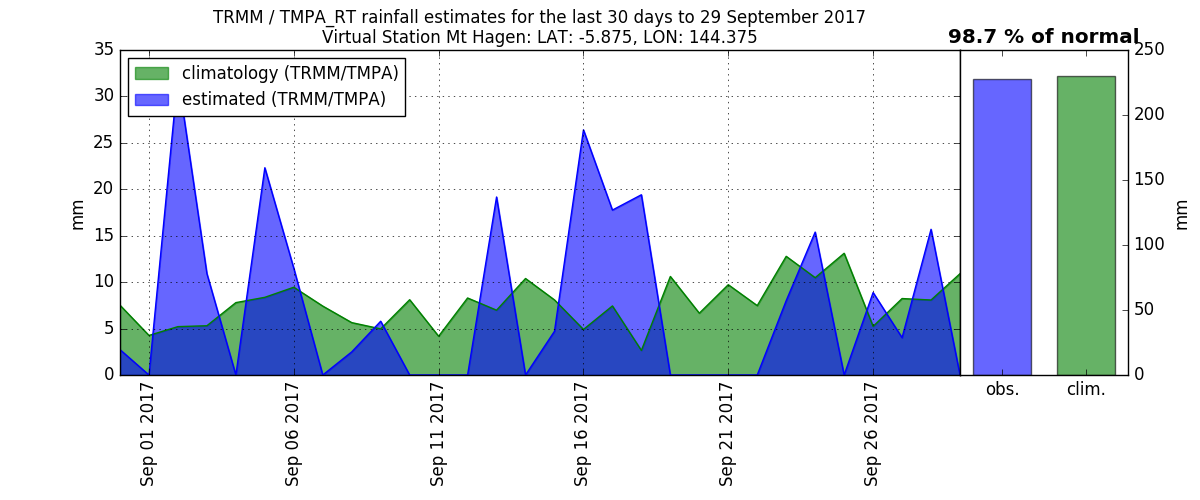 TRMM / TMPA_RT rainfall estimates for the last 30 days to 29 September 2017
Virtual Station Mt Hagen: LAT: -5.875, LON: 144.375
98.7 % of normal
climatology (TRMM/TMPA)
estimated (TRMM/TMPA)
35
30
25
20
15
10
5
0
mm
Sep 01 2017
Sep 06 2017
Sep 11 2017
Sep 16 2017
Sep 21 2017
Sep 26 2017
obs.
clim.
250
200
150
100
50
0
mm